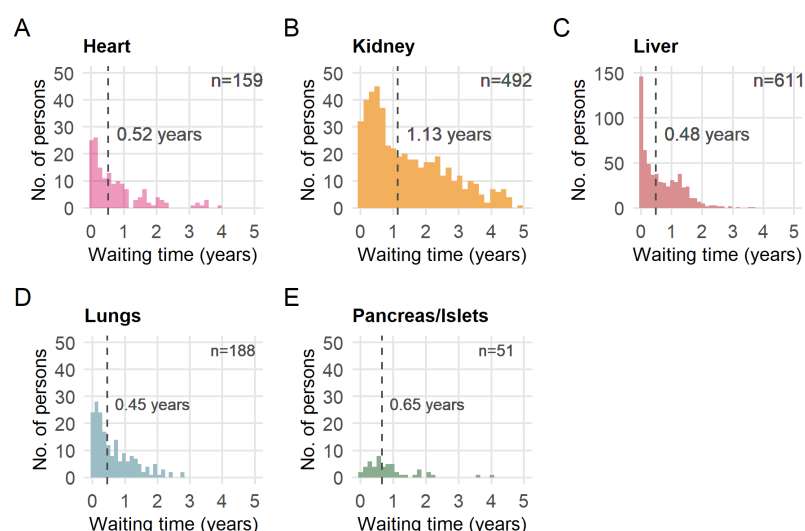 A
Heart
n=159
0.52 years
No. of persons
50
40
30
20
10
0
0 1 2 3 4 5
Waiting time (years)
B
Kidney
n=492
1.13 years
No. of persons
50
40
30
20
10
0
0 1 2 3 4 5
Waiting time (years)
C
Liver
n=611
0.48 years
No. of persons
150
100
50
0
0 1 2 3 4 5
Waiting time (years)
D
Lungs
n=188
0.45 years
No. of persons
50
40
30
20
10
0
0 1 2 3 4 5
Waiting time (years)
E
Pancreas/Islets
n=51
0.65 years
No. of persons
50
40
30
20
10
0
0 1 2 3 4 5
Waiting time (years)